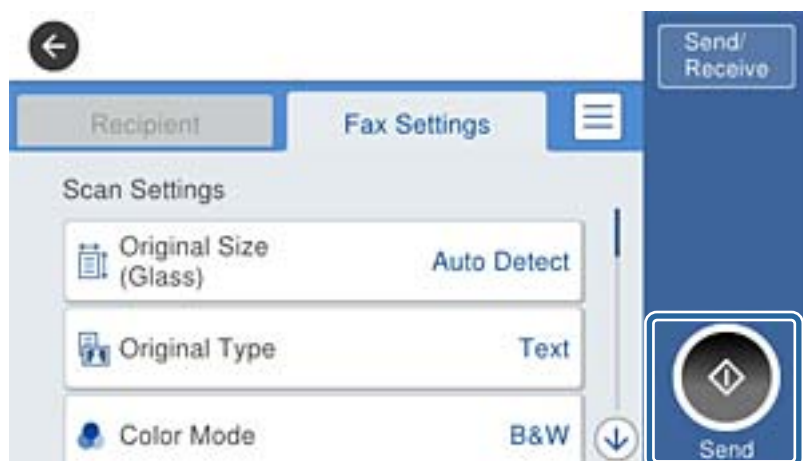 Send/
Receive
Recipient
Fax Settings
Scan Settings
Original Size
(Glass)
Auto Detect
Original Type
Text
Color Mode
B&W
Send